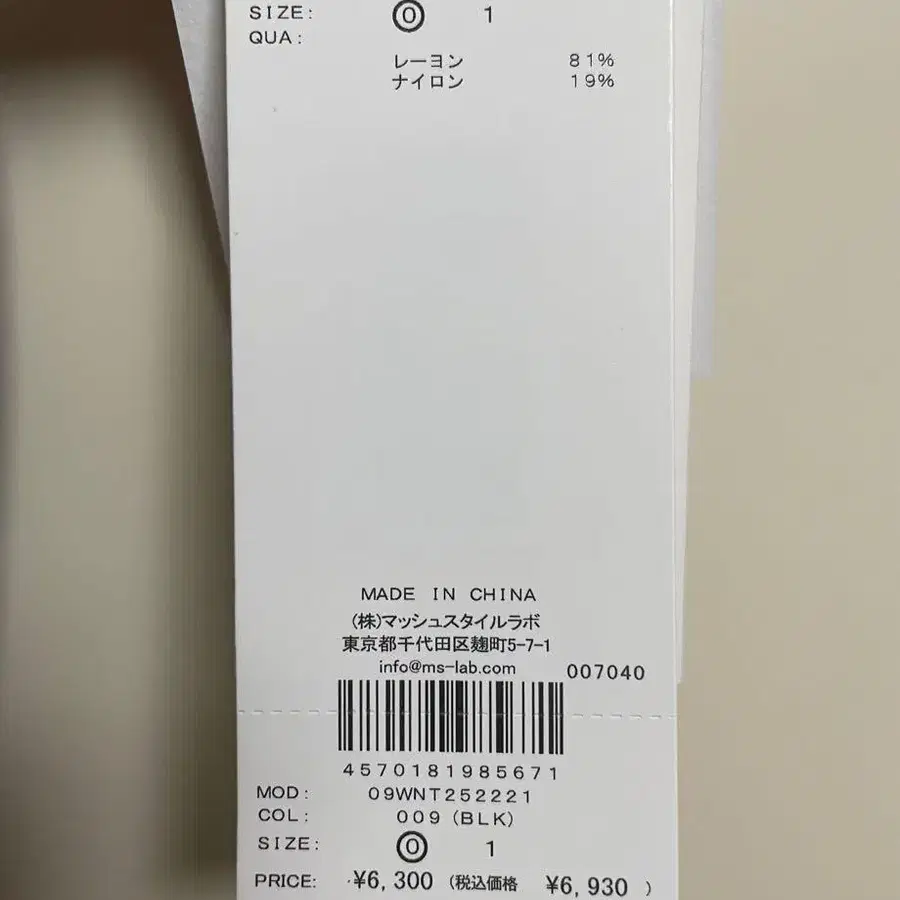 SIZE: 0 1
QUA:
レーヨン 81%
ナイロン 19%
MADE IN CHINA
(株)マッシュスタイルラボ
東京都千代田区麹町5-7-1
info@ms-lab.com
007040
4570181985671
MOD: 09WNT252221
COL: 009(BLK)
SIZE: 0 1
PRICE: ¥6,300 (税込価格 ¥6,930 )